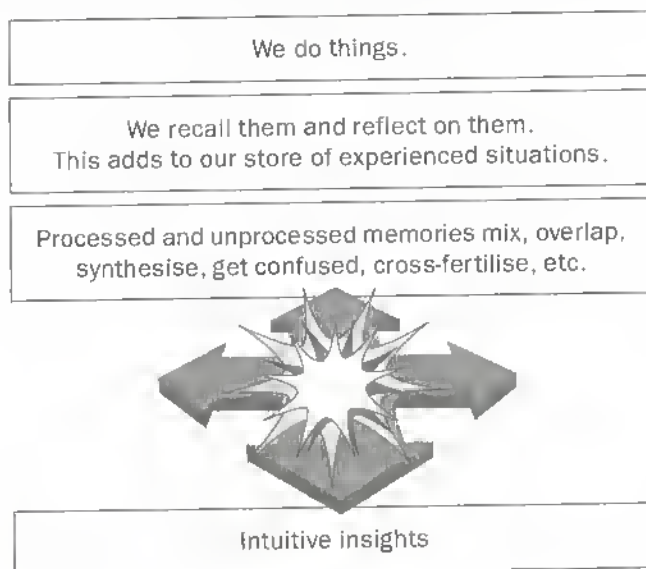 We do things.
We recall them and reflect on them.
This adds to our store of experienced situations.
Processed and unprocessed memories mix, overlap,
synthesise, get confused, cross-fertilise, etc.
Intuitive insights